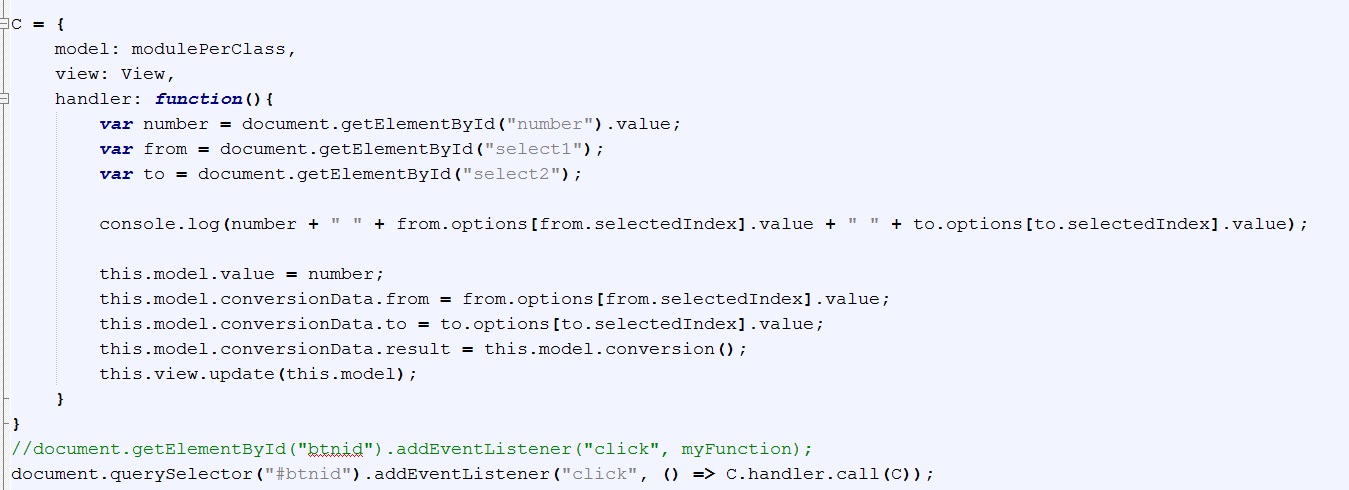 C = {
    model: modulePerClass,
    view: View,
    handler: function(){
        var number = document.getElementById("number").value;
        var from = document.getElementById("select1");
        var to = document.getElementById("select2");

        console.log(number + " " + from.options[from.selectedIndex].value + " " + to.options[to.selectedIndex].value);

        this.model.value = number;
        this.model.conversionData.from = from.options[from.selectedIndex].value;
        this.model.conversionData.to = to.options[to.selectedIndex].value;
        this.model.conversionData.result = this.model.conversion();
        this.view.update(this.model);
    }
}
//document.getElementById("btnid").addEventListener("click", myFunction);
document.querySelector("#btnid").addEventListener("click", () => C.handler.call(C));